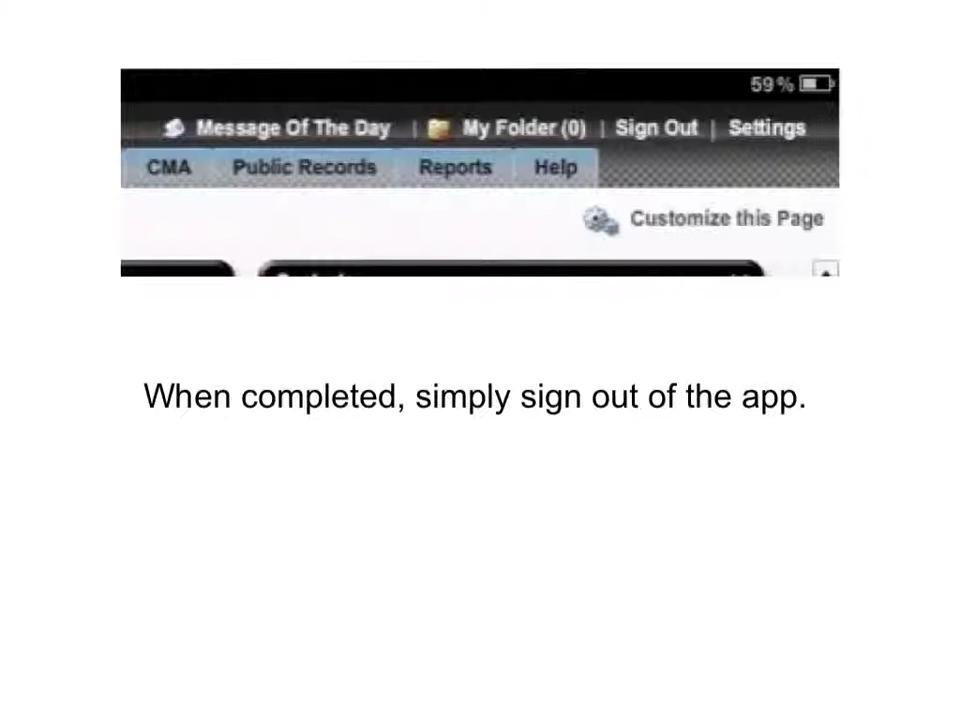 59%
Message Of The Day | My Folder (0) | Sign Out | Settings
CMA Public Records Reports Help
Customize this Page
When completed, simply sign out of the app.